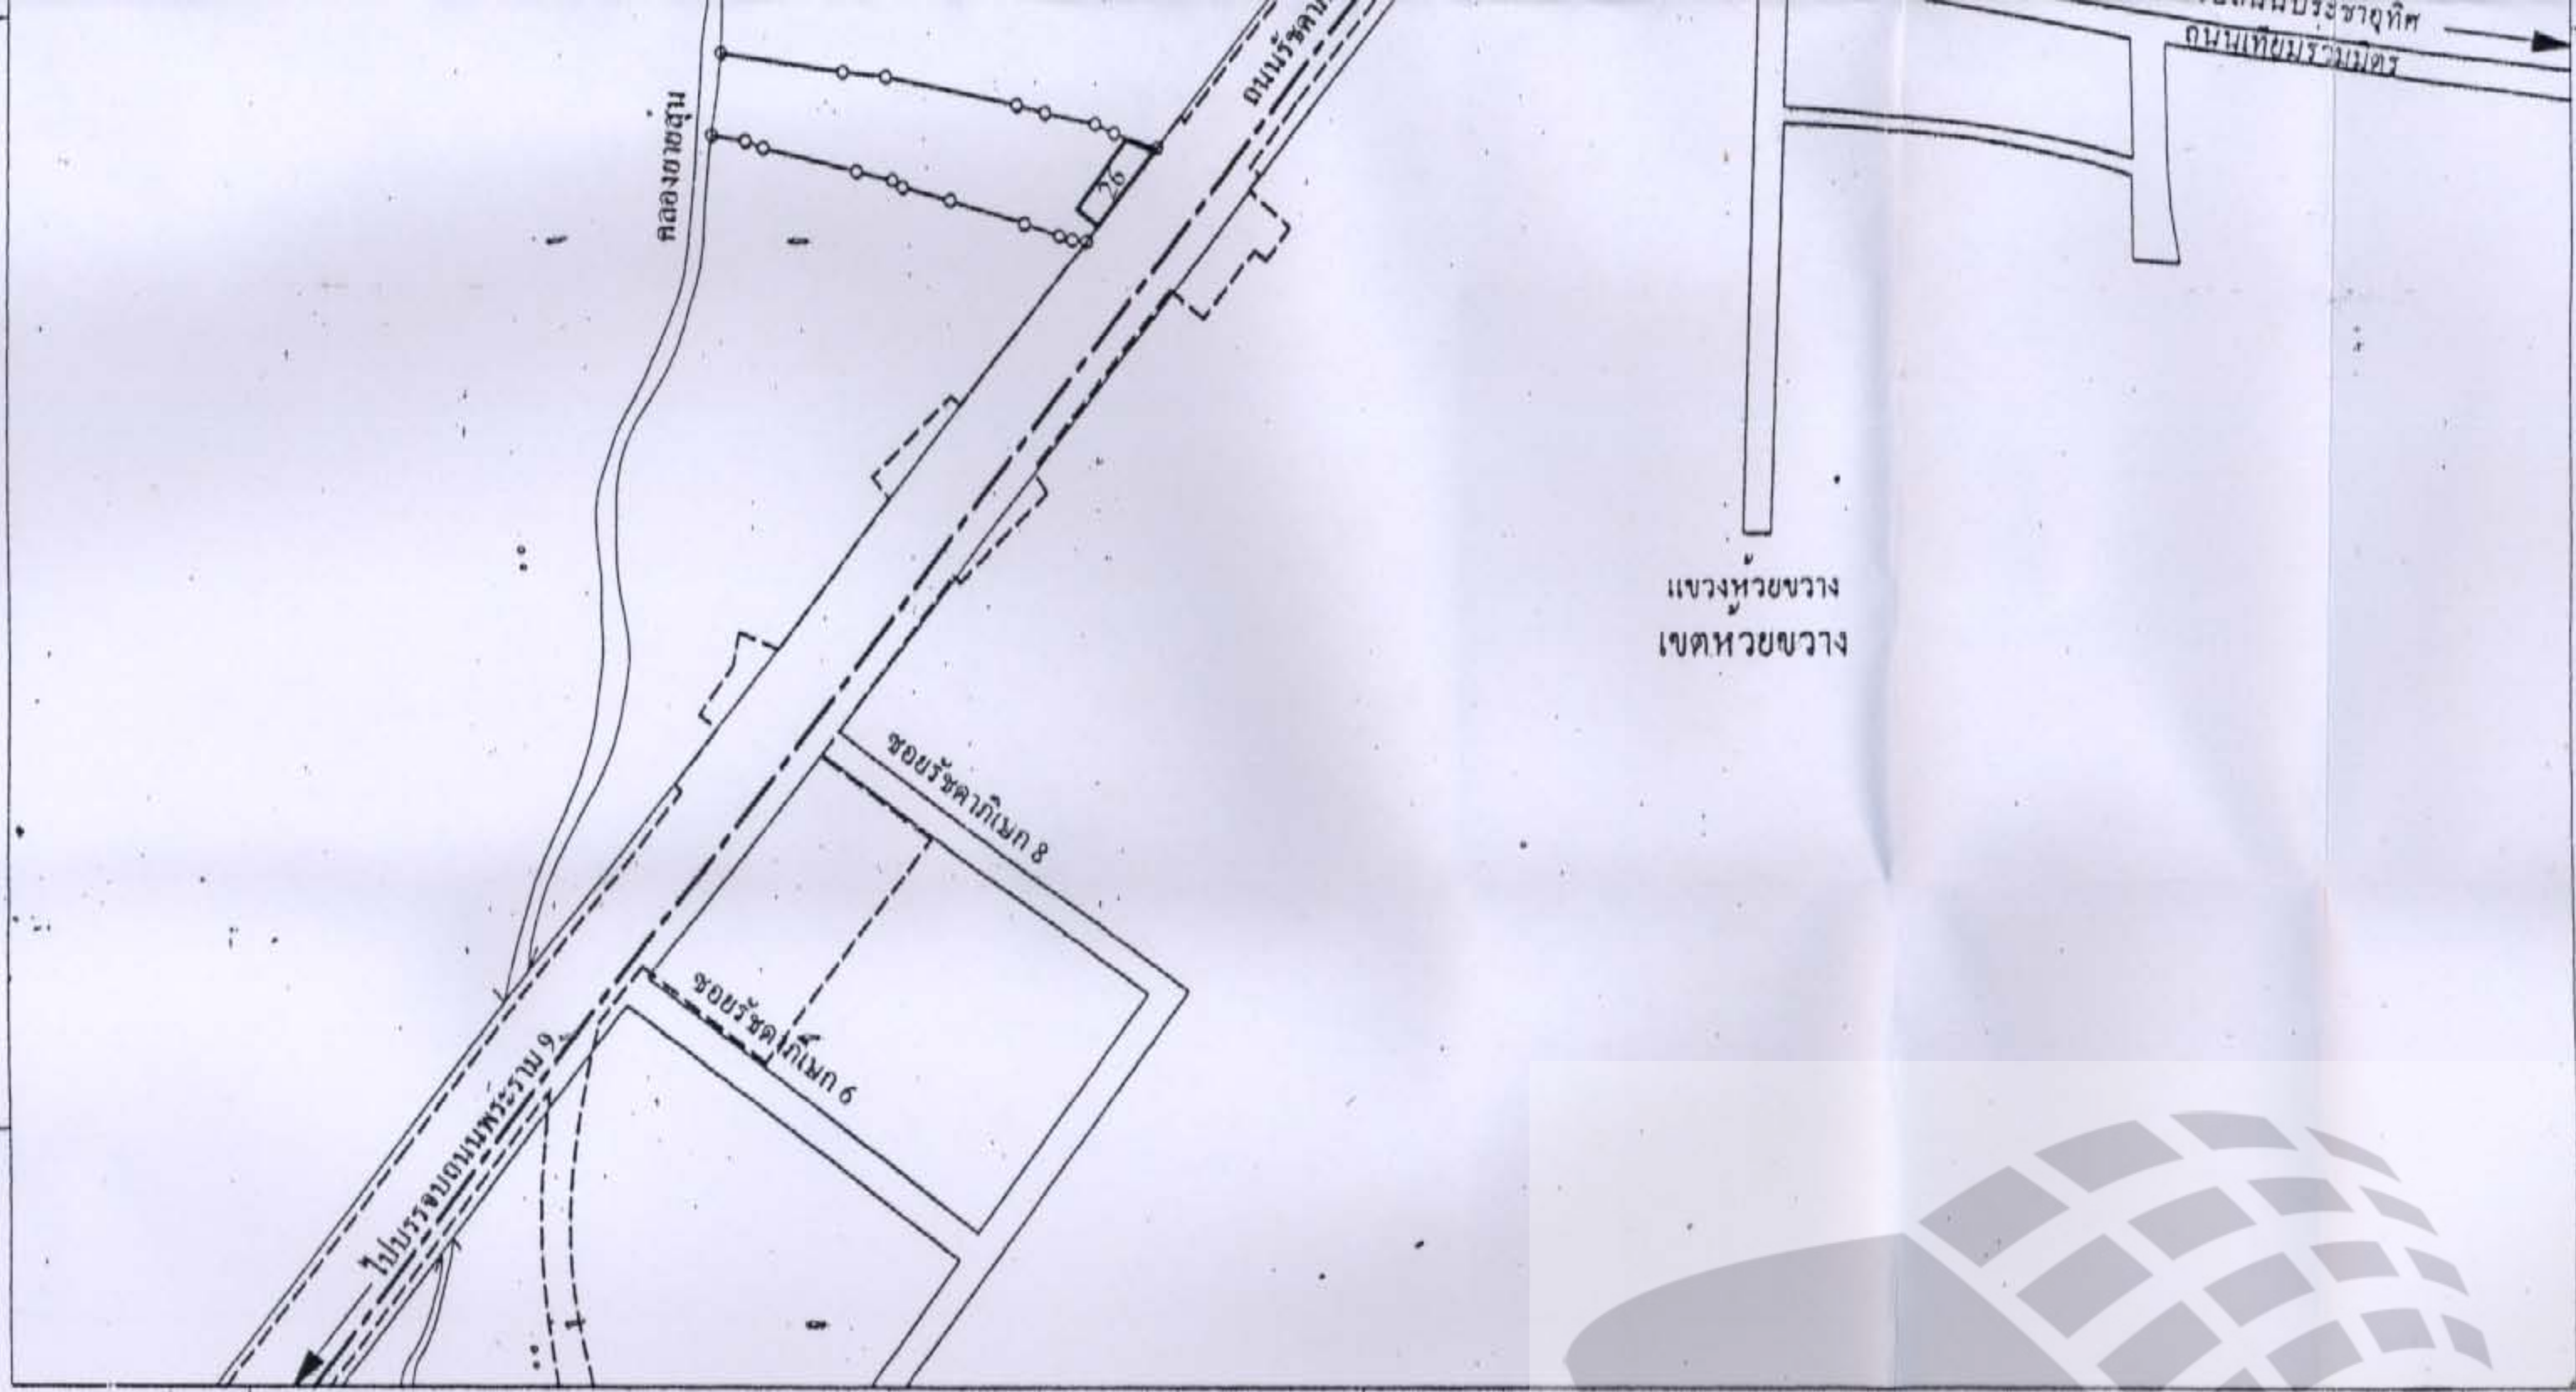 ถนนประชาอุทิศ
ถนนเทียมร่วมมิตร
ถนนรัชดา
คลองยายสุ่น
26
แขวงห้วยขวาง
เขตห้วยขวาง
ซอยรัชดาภิเษก 8
ซอยรัชดาภิเษก 6
ไปบรรจบถนนพระราม 9